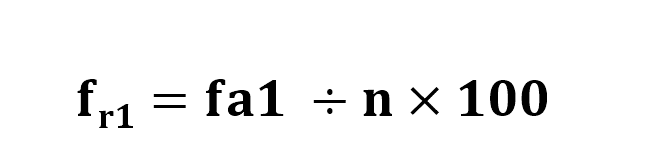 fᵣ₁ = fa1 ÷ n × 100